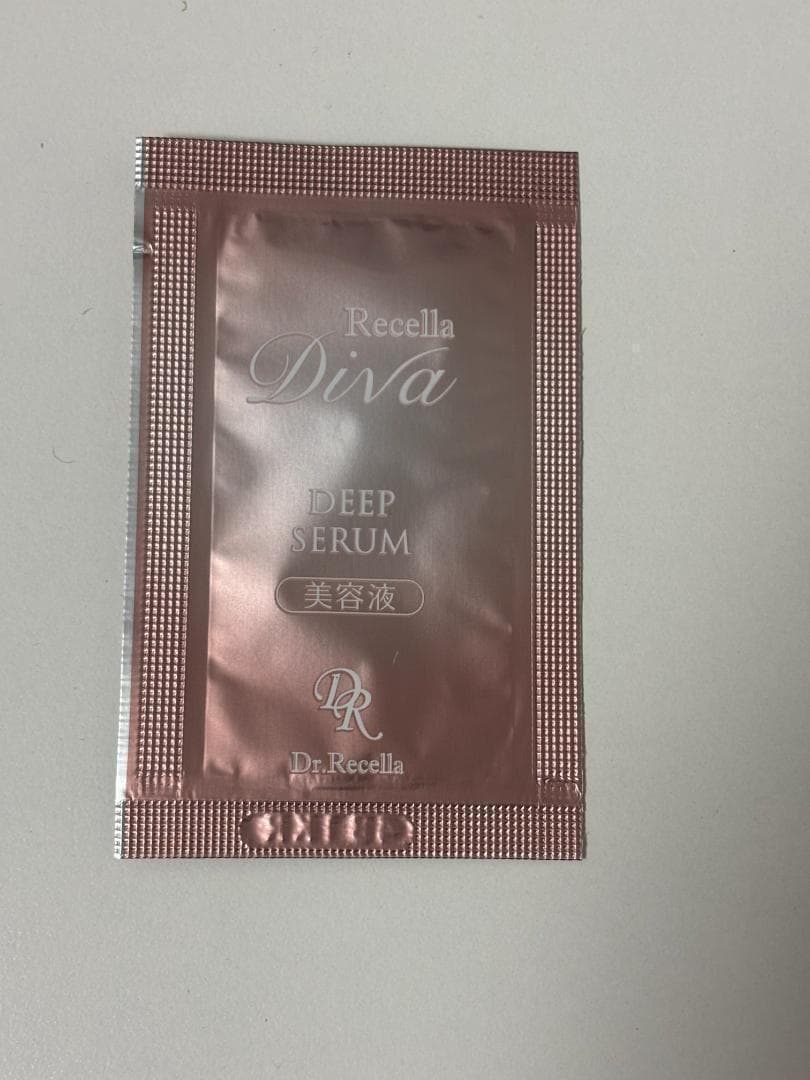 Recella
Diva
DEEP
SERUM
美容液
DR
Dr.Recella